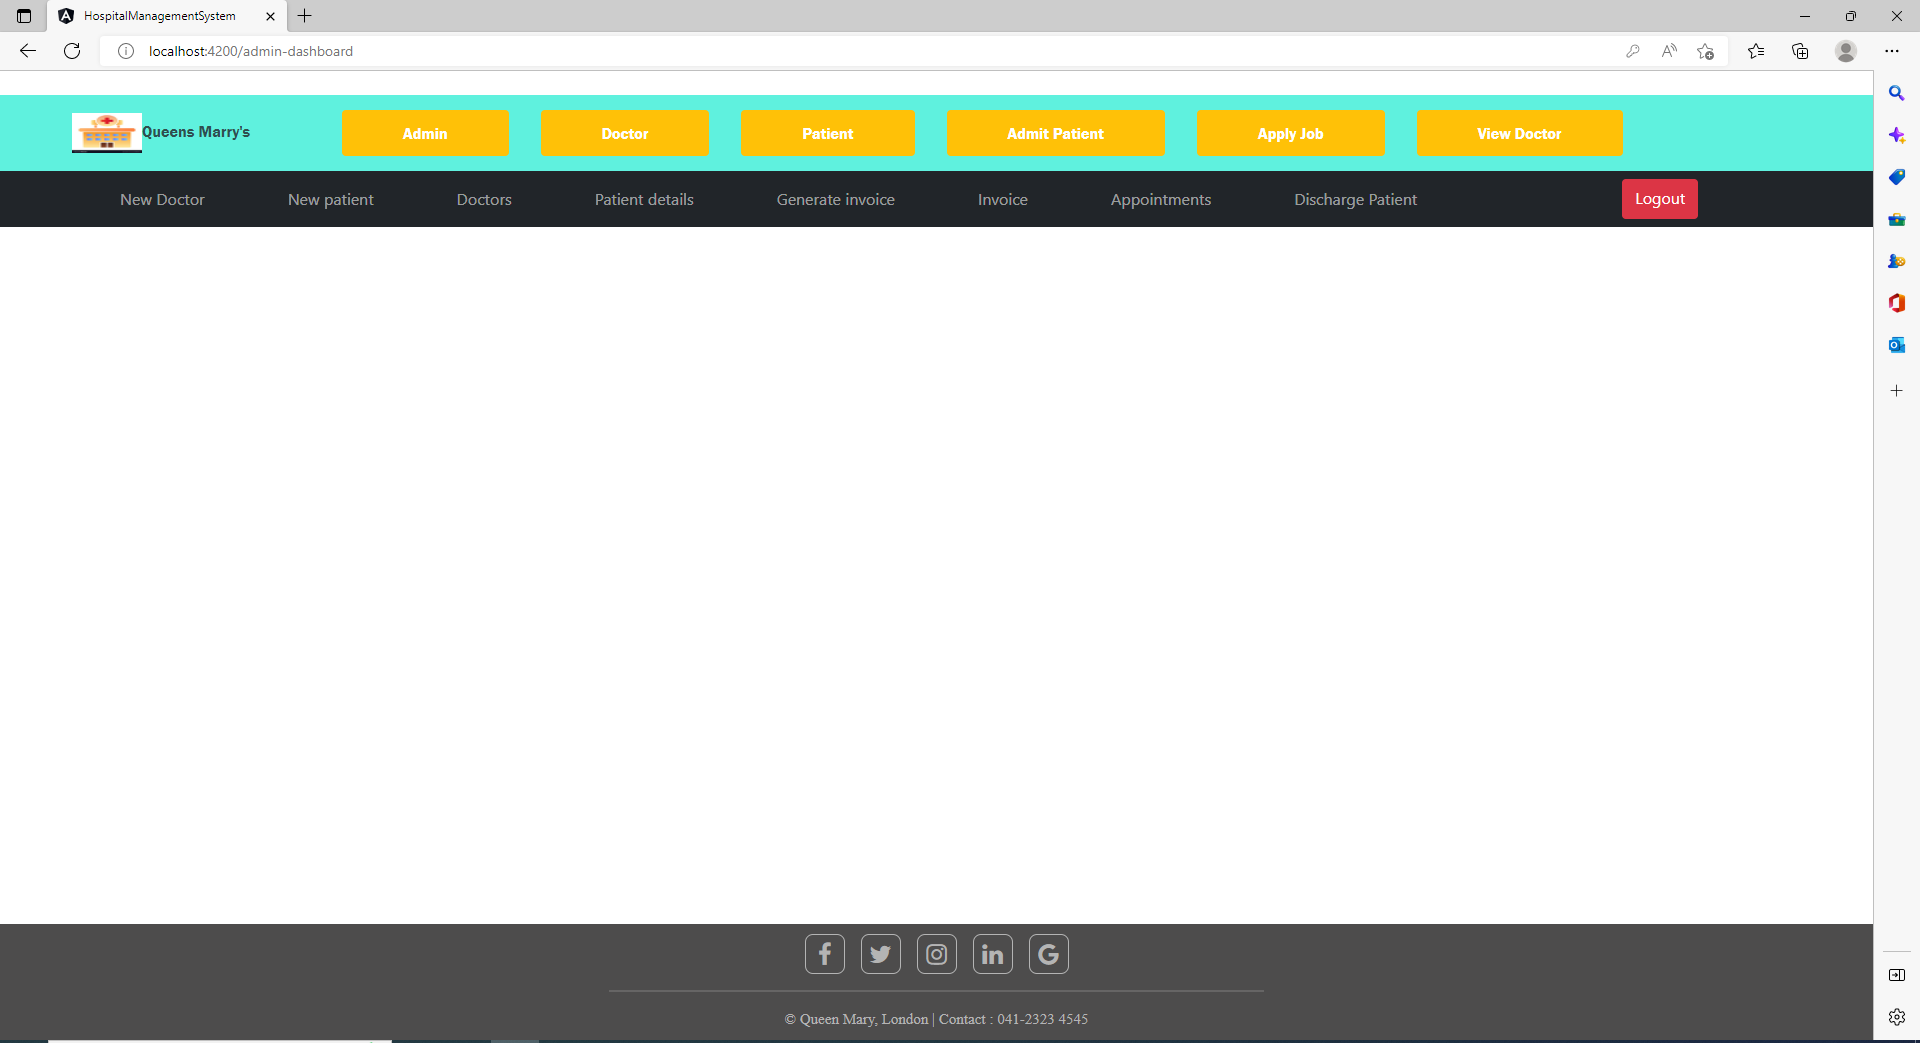 HospitalManagementSystem
localhost:4200/admin-dashboard
Queens Marry's
Admin
Doctor
Patient
Admit Patient
Apply Job
View Doctor
New Doctor
New patient
Doctors
Patient details
Generate invoice
Invoice
Appointments
Discharge Patient
Logout
© Queen Mary, London | Contact : 041-2323 4545